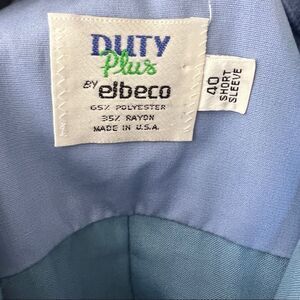 DUTY
Plus
BY elbeco
65% POLYESTER
35% RAYON
MADE IN U.S.A.
40
SHORT
SLEEVE